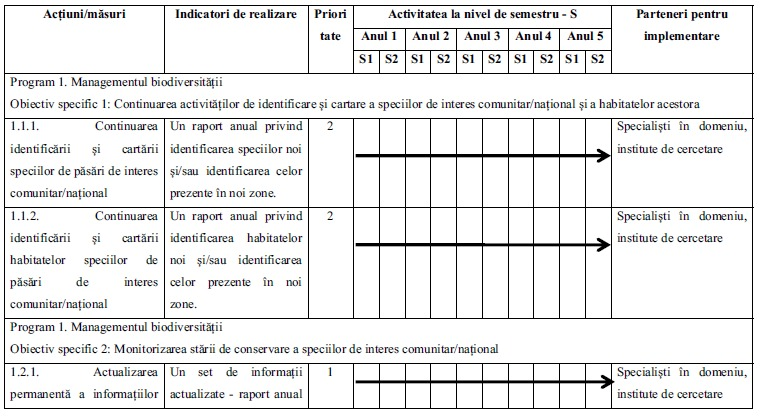 Acțiuni/măsuri
Indicatori de realizare
Priori
tate
Activitatea la nivel de semestru - S
Parteneri pentru
implementare
Anul 1
Anul 2
Anul 3
Anul 4
Anul 5
S1 S2 S1 S2 S1 S2 S1 S2 S1 S2
Program 1. Managementul biodiversității
Obiectiv specific 1: Continuarea activităților de identificare și cartare a speciilor de interes comunitar/național și a habitatelor acestora
1.1.1. Continuarea
identificării și cartării
speciilor de păsări de interes
comunitar/național
Un raport anual privind
identificarea speciilor noi
și/sau identificarea celor
prezente în noi zone.
2
Specialiști în domeniu,
institute de cercetare
1.1.2. Continuarea
identificării și cartării
habitatelor speciilor de
păsări de interes
comunitar/național
Un raport anual privind
identificarea habitatelor
noi și/sau identificarea
celor prezente în noi
zone.
2
Specialiști în domeniu,
institute de cercetare
Program 1. Managementul biodiversității
Obiectiv specific 2: Monitorizarea stării de conservare a speciilor de interes comunitar/național
1.2.1. Actualizarea
permanentă a informațiilor
Un set de informații
actualizate - raport anual
1
Specialiști în domeniu,
institute de cercetare